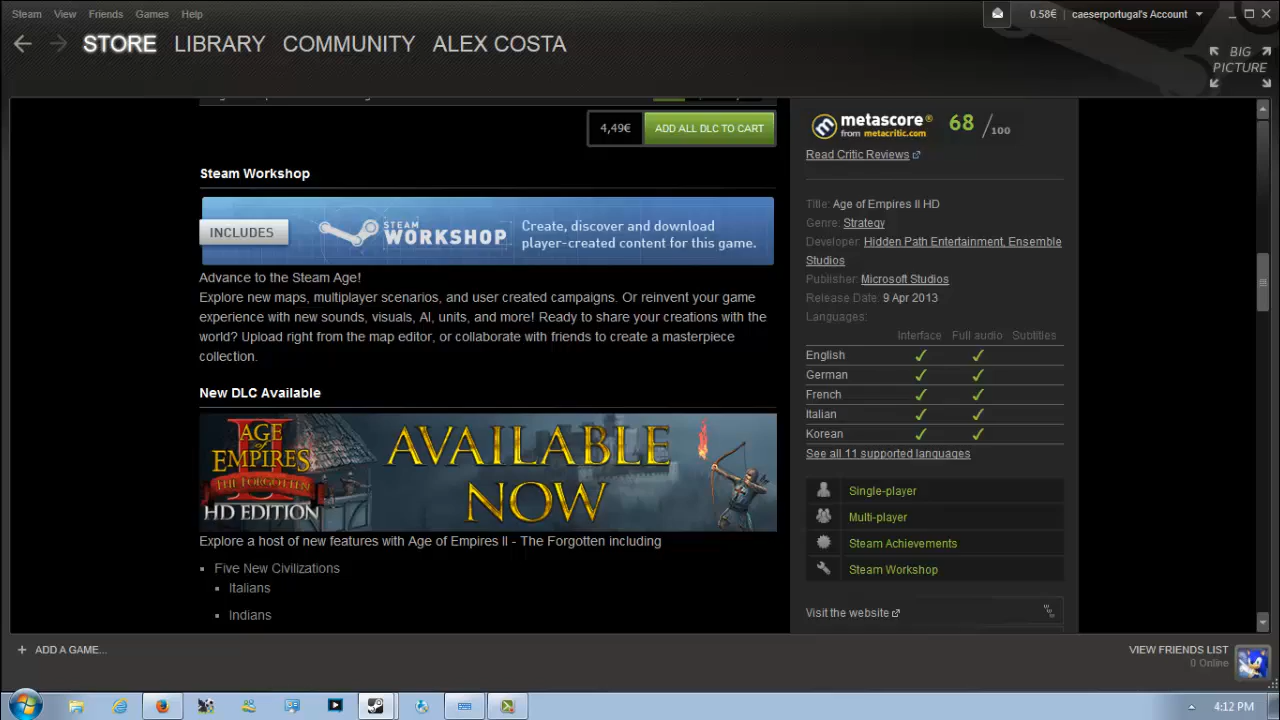 Steam View Friends Games Help
0.58€ caeserportugal's Account
STORE LIBRARY COMMUNITY ALEX COSTA
BIG PICTURE
4,49€ ADD ALL DLC TO CART
Steam Workshop
INCLUDES
STEAM WORKSHOP
Create, discover and download
player-created content for this game.
Advance to the Steam Age!
Explore new maps, multiplayer scenarios, and user created campaigns. Or reinvent your game
experience with new sounds, visuals, AI, units, and more! Ready to share your creations with the
world? Upload right from the map editor, or collaborate with friends to create a masterpiece
collection.
New DLC Available
AGE of EMPIRES II
THE FORGOTTEN
HD EDITION
AVAILABLE
NOW
Explore a host of new features with Age of Empires II - The Forgotten including
Five New Civilizations
Italians
Indians
metascore® 68 /100
from metacritic.com
Read Critic Reviews
Title: Age of Empires II HD
Genre: Strategy
Developer: Hidden Path Entertainment, Ensemble
Studios
Publisher: Microsoft Studios
Release Date: 9 Apr 2013
Languages:
Interface Full audio Subtitles
English
German
French
Italian
Korean
See all 11 supported languages
Single-player
Multi-player
Steam Achievements
Steam Workshop
Visit the website
+ ADD A GAME...
VIEW FRIENDS LIST
0 Online
4:12 PM